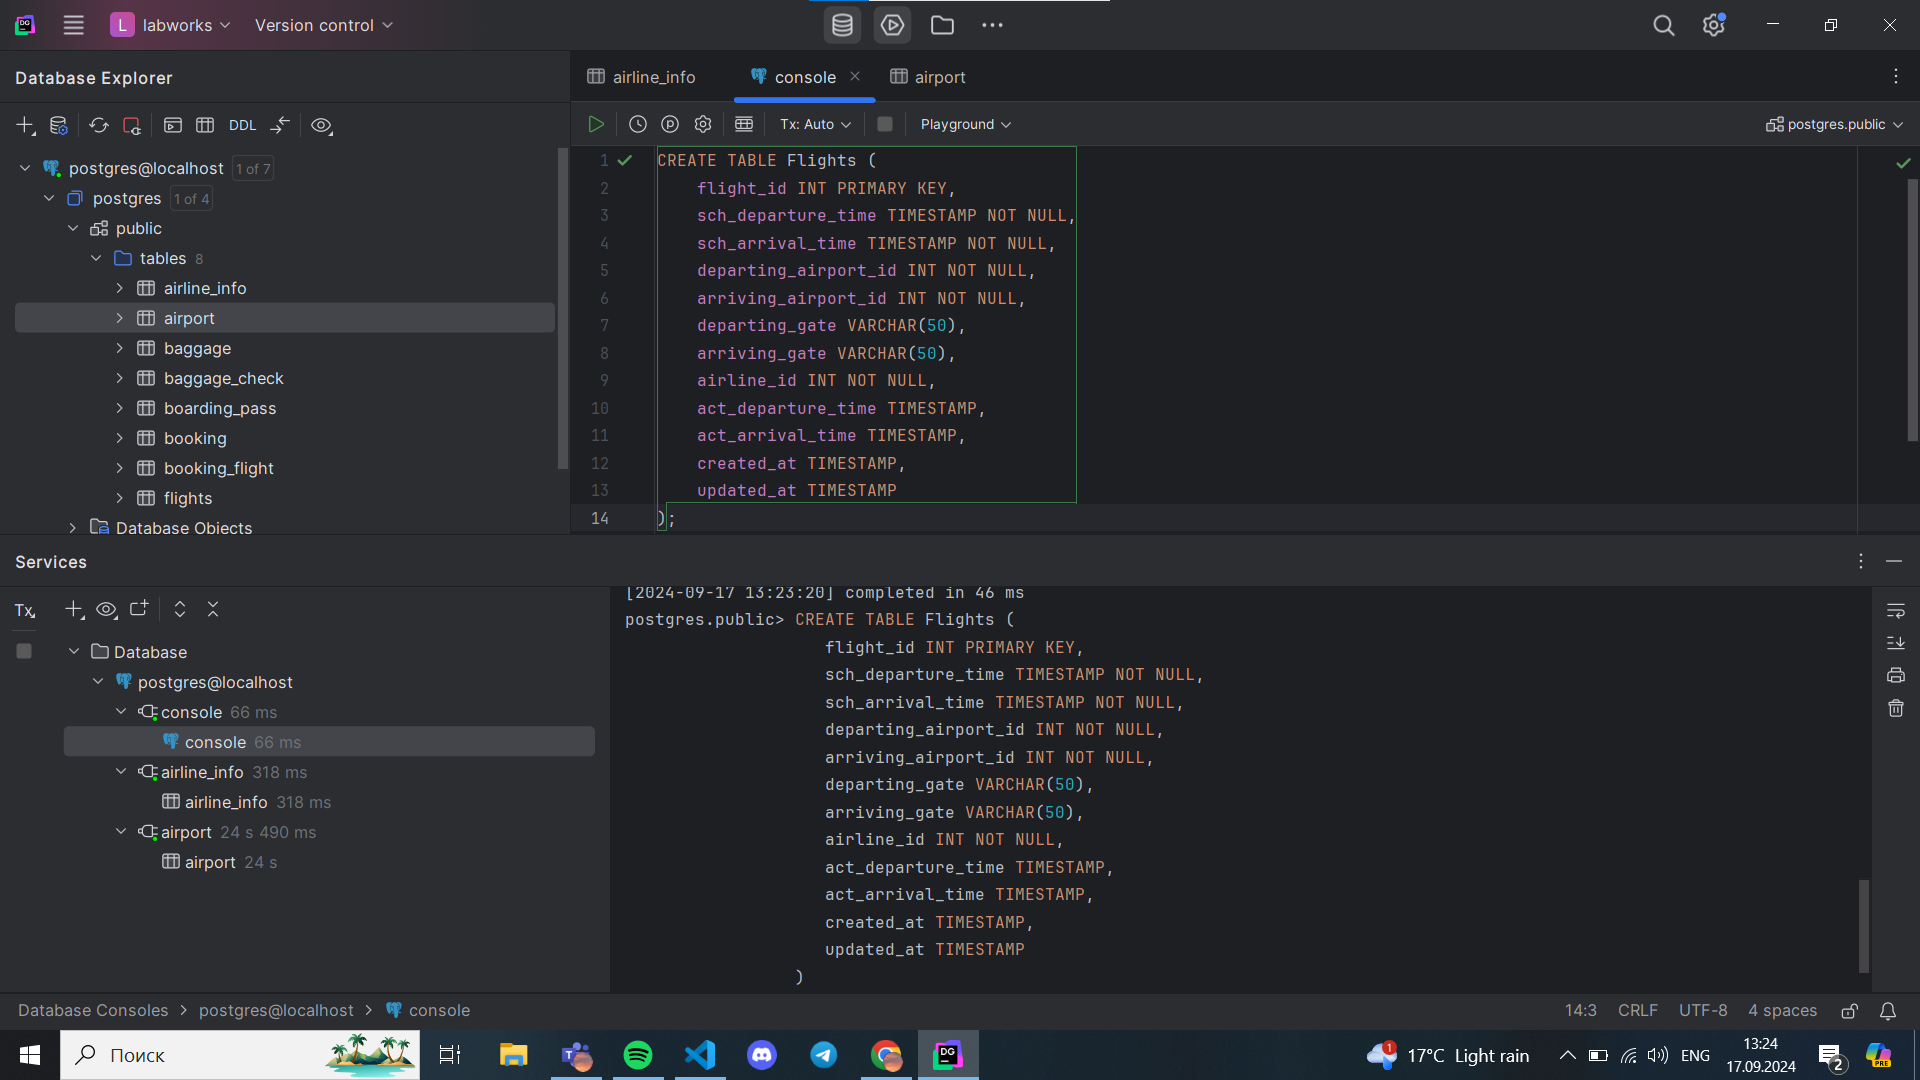 L labworks Version control
Database Explorer
airline_info console airport
DDL
Tx: Auto Playground postgres.public
postgres@localhost 1 of 7
postgres 1 of 4
public
tables 8
airline_info
airport
baggage
baggage_check
boarding_pass
booking
booking_flight
flights
Database Objects
1 CREATE TABLE Flights (
2 flight_id INT PRIMARY KEY,
3 sch_departure_time TIMESTAMP NOT NULL,
4 sch_arrival_time TIMESTAMP NOT NULL,
5 departing_airport_id INT NOT NULL,
6 arriving_airport_id INT NOT NULL,
7 departing_gate VARCHAR(50),
8 arriving_gate VARCHAR(50),
9 airline_id INT NOT NULL,
10 act_departure_time TIMESTAMP,
11 act_arrival_time TIMESTAMP,
12 created_at TIMESTAMP,
13 updated_at TIMESTAMP
14 );
Services
Tx
Database
postgres@localhost
console 66 ms
console 66 ms
airline_info 318 ms
airline_info 318 ms
airport 24 s 490 ms
airport 24 s
[2024-09-17 13:23:20] completed in 46 ms
postgres.public> CREATE TABLE Flights (
flight_id INT PRIMARY KEY,
sch_departure_time TIMESTAMP NOT NULL,
sch_arrival_time TIMESTAMP NOT NULL,
departing_airport_id INT NOT NULL,
arriving_airport_id INT NOT NULL,
departing_gate VARCHAR(50),
arriving_gate VARCHAR(50),
airline_id INT NOT NULL,
act_departure_time TIMESTAMP,
act_arrival_time TIMESTAMP,
created_at TIMESTAMP,
updated_at TIMESTAMP
)
Database Consoles > postgres@localhost > console
14:3 CRLF UTF-8 4 spaces
Поиск
DG
1
17°C Light rain
ENG
13:24
17.09.2024
2
PRE